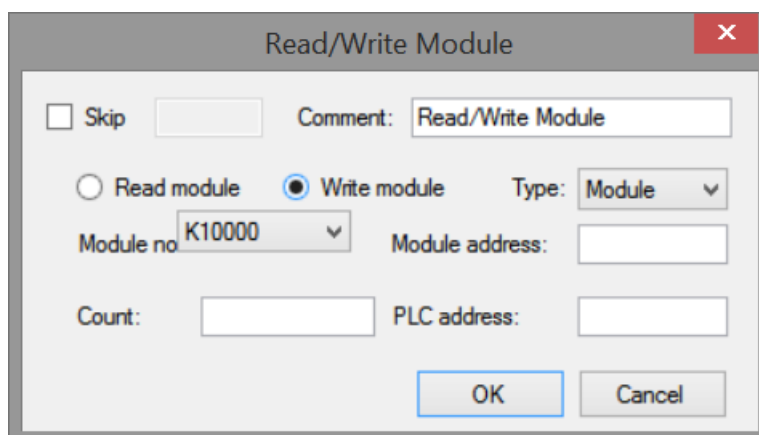 Read/Write Module
Skip Comment: Read/Write Module
Read module Write module Type: Module
Module no K10000 Module address:
Count: PLC address:
OK Cancel